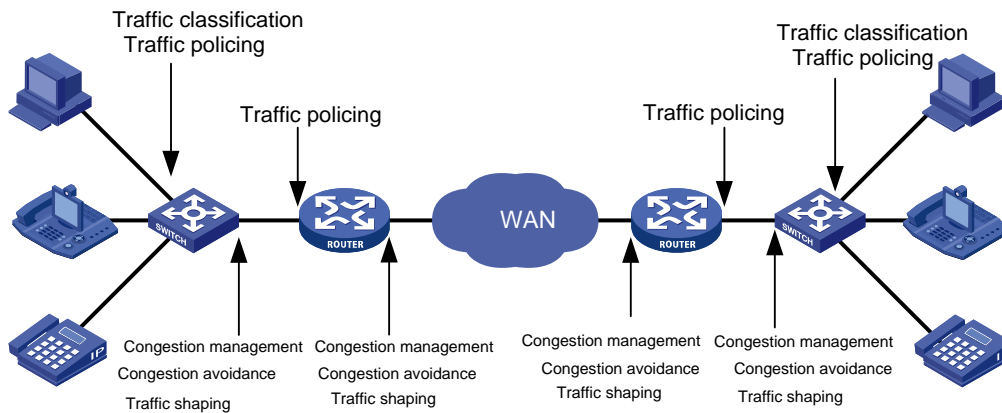 Traffic classification
Traffic policing
Traffic classification
Traffic policing
Traffic policing
Traffic policing
SWITCH
ROUTER
WAN
ROUTER
SWITCH
IP
I
Congestion management
Congestion avoidance
Traffic shaping
Congestion management
Congestion avoidance
Traffic shaping
Congestion management
Congestion avoidance
Traffic shaping
Congestion management
Congestion avoidance
Traffic shaping